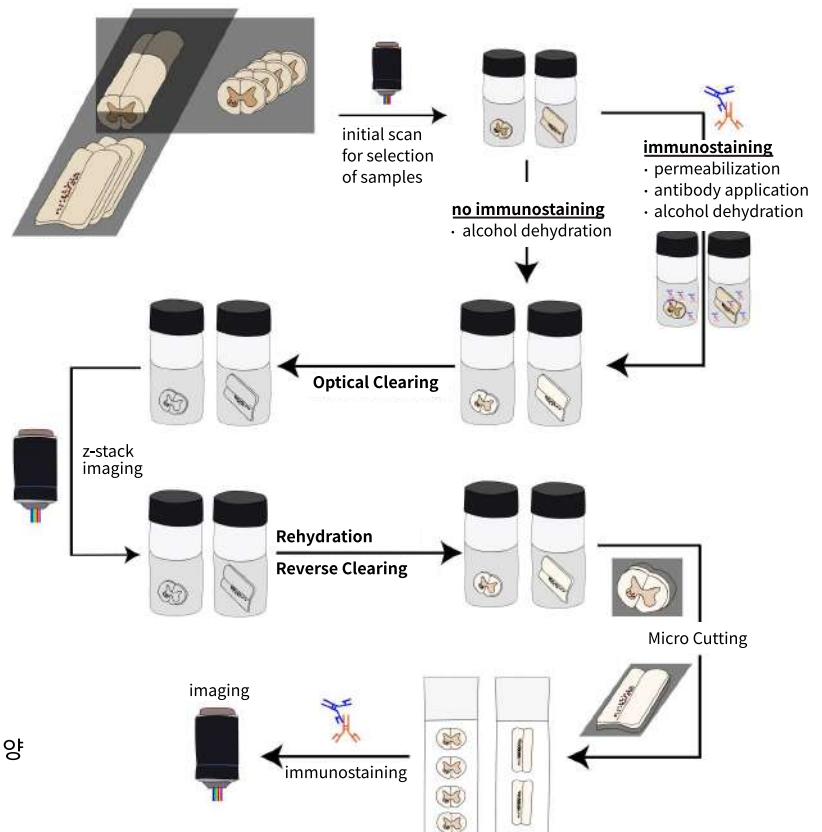 initial scan
for selection
of samples
immunostaining
· permeabilization
· antibody application
· alcohol dehydration
no immunostaining
· alcohol dehydration
Optical Clearing
z-stack
imaging
Rehydration
Reverse Clearing
Micro Cutting
imaging
immunostaining
양